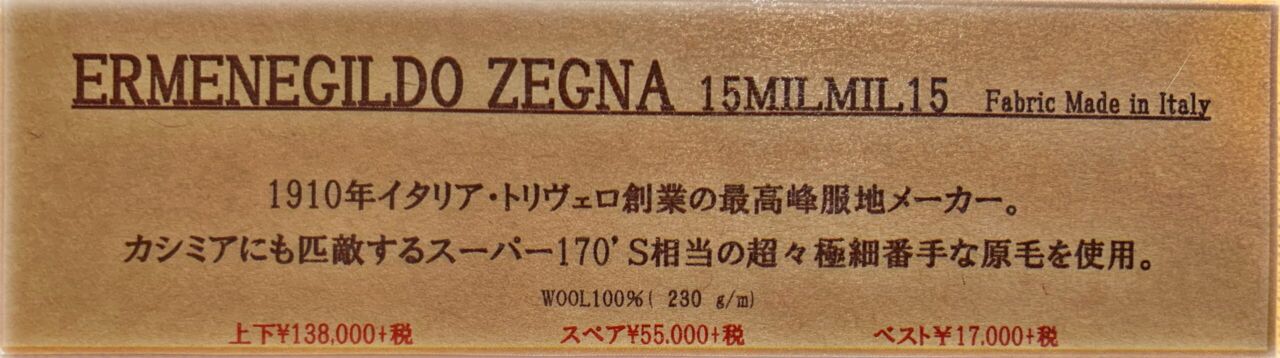 ERMENEGILDO ZEGNA 15MILMIL15 Fabric Made in Italy
1910年イタリア・トリヴェロ創業の最高峰服地メーカー。
カシミアにも匹敵するスーパー170'S相当の超々極細番手な原毛を使用。
WOOL100%( 230 g/m)
上下¥138,000+税 スペア¥55.000+税 ベスト¥17,000+税